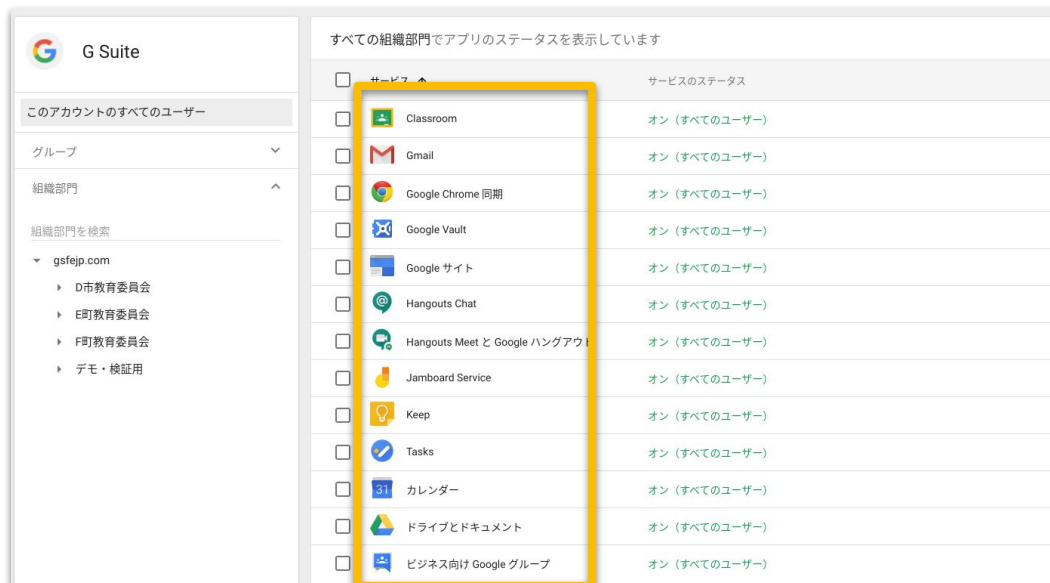 G Suite
このアカウントのすべてのユーザー
グループ
組織部門
組織部門を検索
gsfejp.com
D市教育委員会
E町教育委員会
F町教育委員会
デモ・検証用
すべての組織部門でアプリのステータスを表示しています
サービス サービスのステータス
Classroom オン（すべてのユーザー）
Gmail オン（すべてのユーザー）
Google Chrome 同期 オン（すべてのユーザー）
Google Vault オン（すべてのユーザー）
Google サイト オン（すべてのユーザー）
Hangouts Chat オン（すべてのユーザー）
Hangouts Meet と Google ハングアウト オン（すべてのユーザー）
Jamboard Service オン（すべてのユーザー）
Keep オン（すべてのユーザー）
Tasks オン（すべてのユーザー）
31 カレンダー オン（すべてのユーザー）
ドライブとドキュメント オン（すべてのユーザー）
ビジネス向け Google グループ オン（すべてのユーザー）